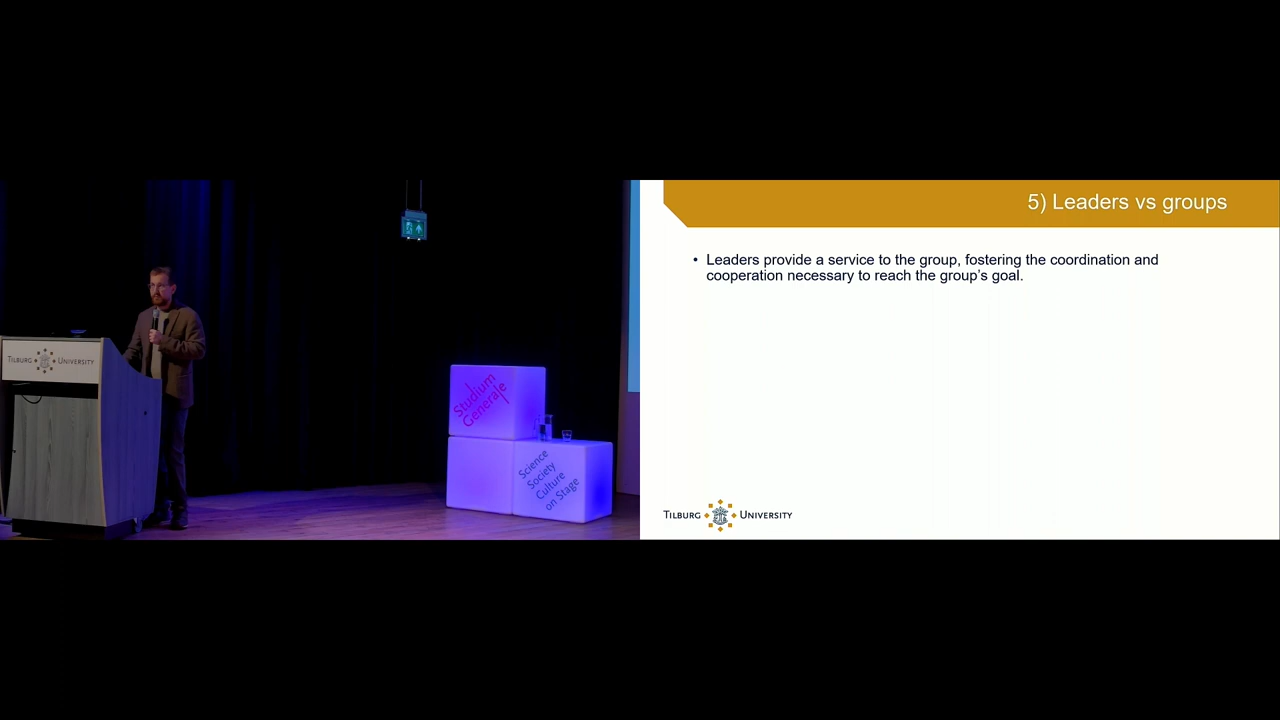 TILBURG UNIVERSITY
Studium
Generale
Science
Society
Culture
on Stage
5) Leaders vs groups
• Leaders provide a service to the group, fostering the coordination and
cooperation necessary to reach the group's goal.
TILBURG UNIVERSITY